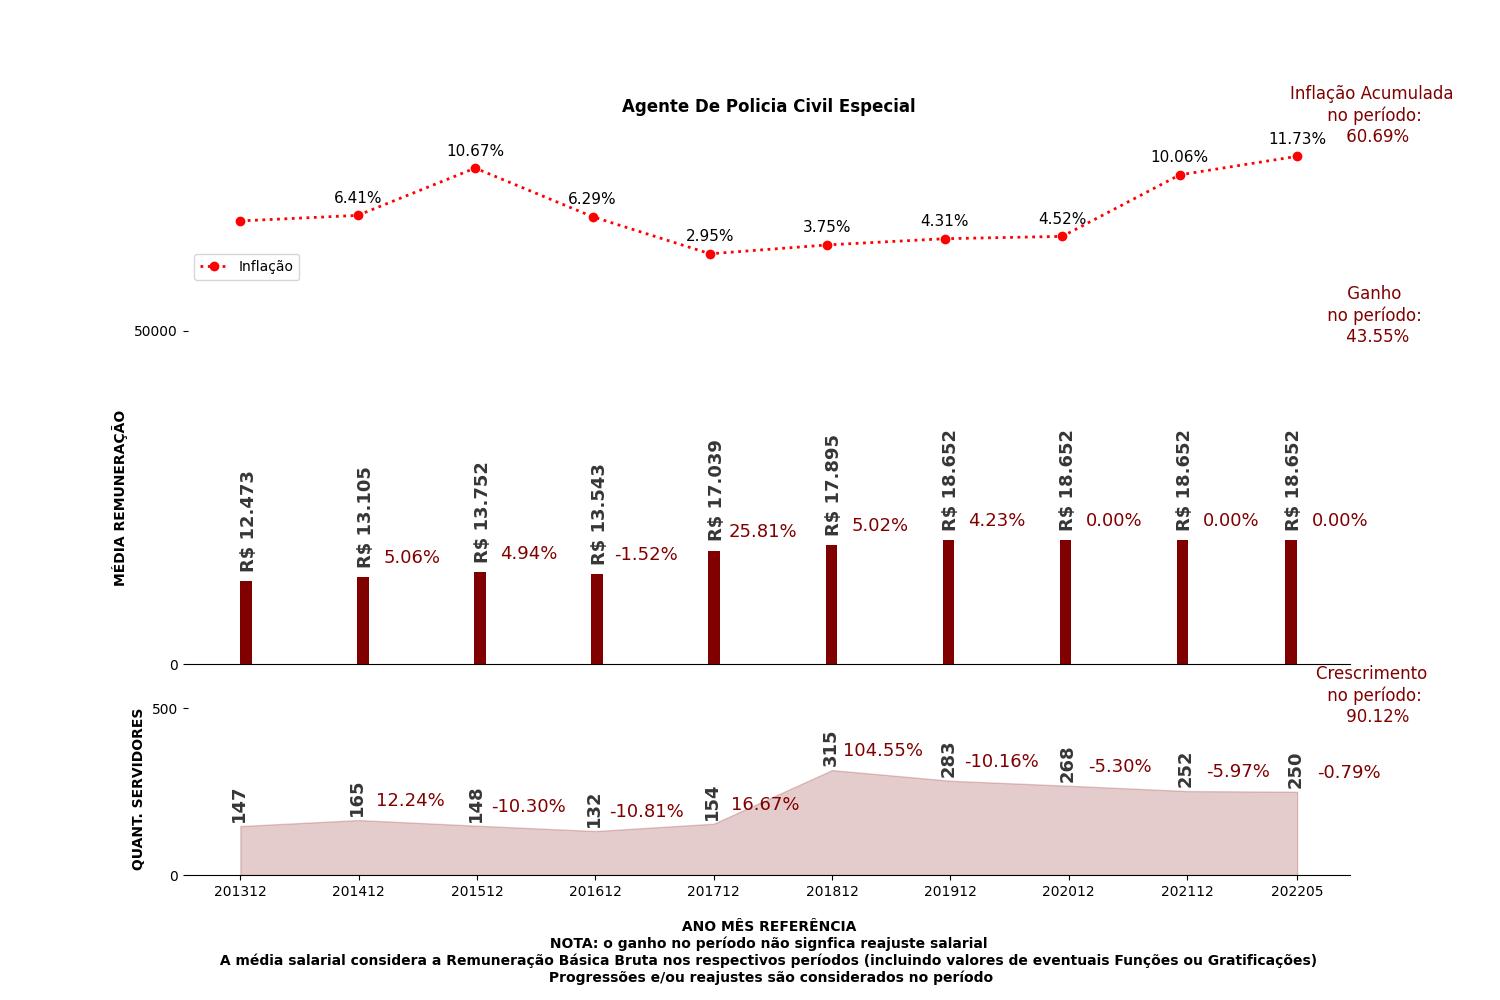 Agente De Policia Civil Especial
Inflação Acumulada
no período:
60.69%
6.41%
10.67%
6.29%
2.95%
3.75%
4.31%
4.52%
10.06%
11.73%
Inflação
Ganho
no período:
43.55%
50000
0
MÉDIA REMUNERAÇÃO
R$ 12.473
R$ 13.105
5.06%
R$ 13.752
4.94%
R$ 13.543
-1.52%
R$ 17.039
25.81%
R$ 17.895
5.02%
R$ 18.652
4.23%
R$ 18.652
0.00%
R$ 18.652
0.00%
R$ 18.652
0.00%
Crescrimento
no período:
90.12%
500
0
QUANT. SERVIDORES
147
165
12.24%
148
-10.30%
132
-10.81%
154
16.67%
315
104.55%
283
-10.16%
268
-5.30%
252
-5.97%
250
-0.79%
201312
201412
201512
201612
201712
201812
201912
202012
202112
202205
ANO MÊS REFERÊNCIA
NOTA: o ganho no período não signfica reajuste salarial
A média salarial considera a Remuneração Básica Bruta nos respectivos períodos (incluindo valores de eventuais Funções ou Gratificações)
Progressões e/ou reajustes são considerados no período